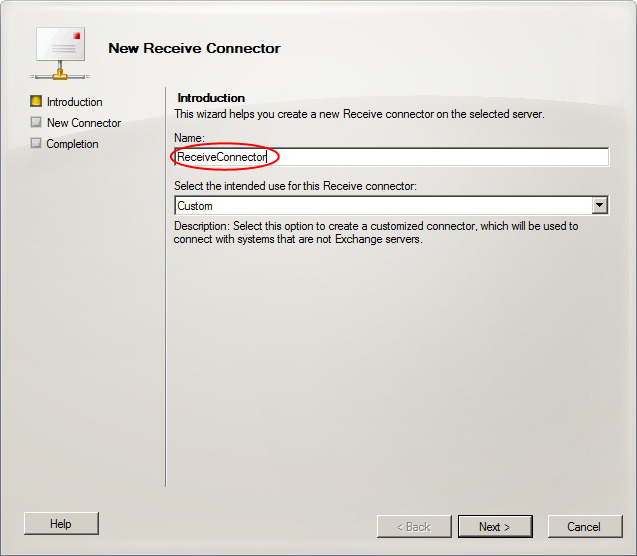 New Receive Connector
Introduction
New Connector
Completion
Introduction
This wizard helps you create a new Receive connector on the selected server.
Name:
ReceiveConnector
Select the intended use for this Receive connector:
Custom
Description: Select this option to create a customized connector, which will be used to
connect with systems that are not Exchange servers.
Help
< Back
Next >
Cancel